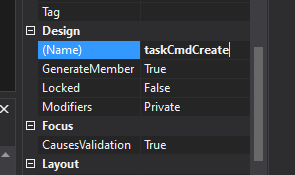 Tag
Design
(Name) taskCmdCreate
GenerateMember True
Locked False
Modifiers Private
Focus
CausesValidation True
Layout